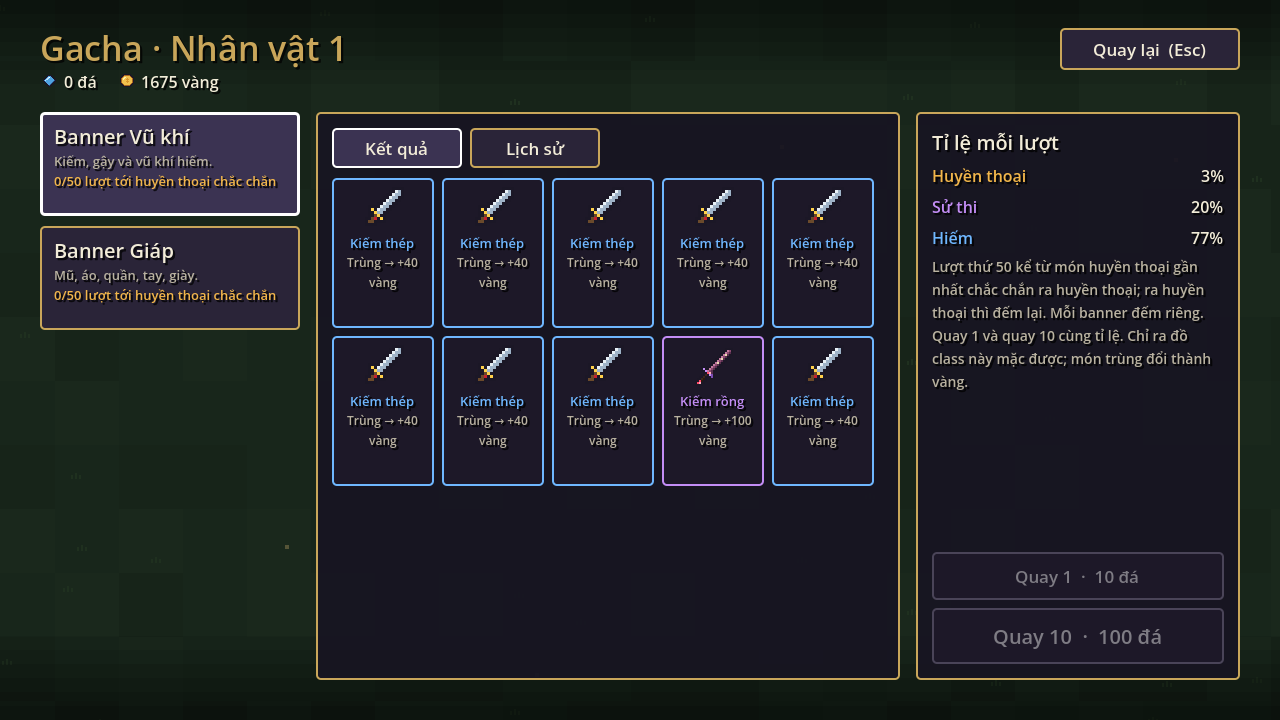 Gacha · Nhân vật 1
0 đá 1675 vàng
Quay lại (Esc)
Banner Vũ khí
Kiếm, gậy và vũ khí hiếm.
0/50 lượt tới huyền thoại chắc chắn
Banner Giáp
Mũ, áo, quần, tay, giày.
0/50 lượt tới huyền thoại chắc chắn
Kết quả Lịch sử
Kiếm thép Kiếm thép Kiếm thép Kiếm thép Kiếm thép
Trùng → +40 Trùng → +40 Trùng → +40 Trùng → +40 Trùng → +40
vàng vàng vàng vàng vàng
Kiếm thép Kiếm thép Kiếm thép Kiếm rồng Kiếm thép
Trùng → +40 Trùng → +40 Trùng → +40 Trùng → +100 Trùng → +40
vàng vàng vàng vàng vàng
Tỉ lệ mỗi lượt
Huyền thoại 3%
Sử thi 20%
Hiếm 77%
Lượt thứ 50 kể từ món huyền thoại gần
nhất chắc chắn ra huyền thoại; ra huyền
thoại thì đếm lại. Mỗi banner đếm riêng.
Quay 1 và quay 10 cùng tỉ lệ. Chỉ ra đồ
class này mặc được; món trùng đổi thành
vàng.
Quay 1 · 10 đá
Quay 10 · 100 đá